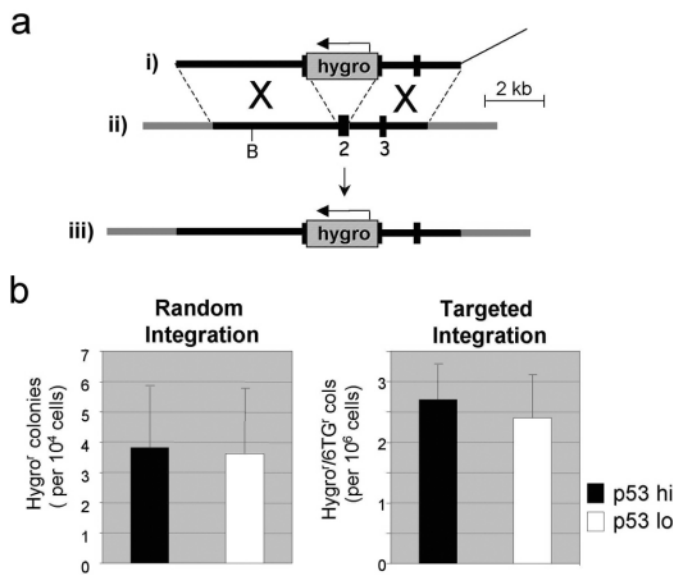 a
i)
hygro
X X
2 kb
ii)
B 2 3
iii)
hygro
b
Random
Integration
Hygroʳ colonies
( per 10⁴ cells)
7
6
5
4
3
2
1
0
Targeted
Integration
Hygroʳ/6TGʳ cols
(per 10⁶ cells)
3
2
1
0
p53 hi
p53 lo